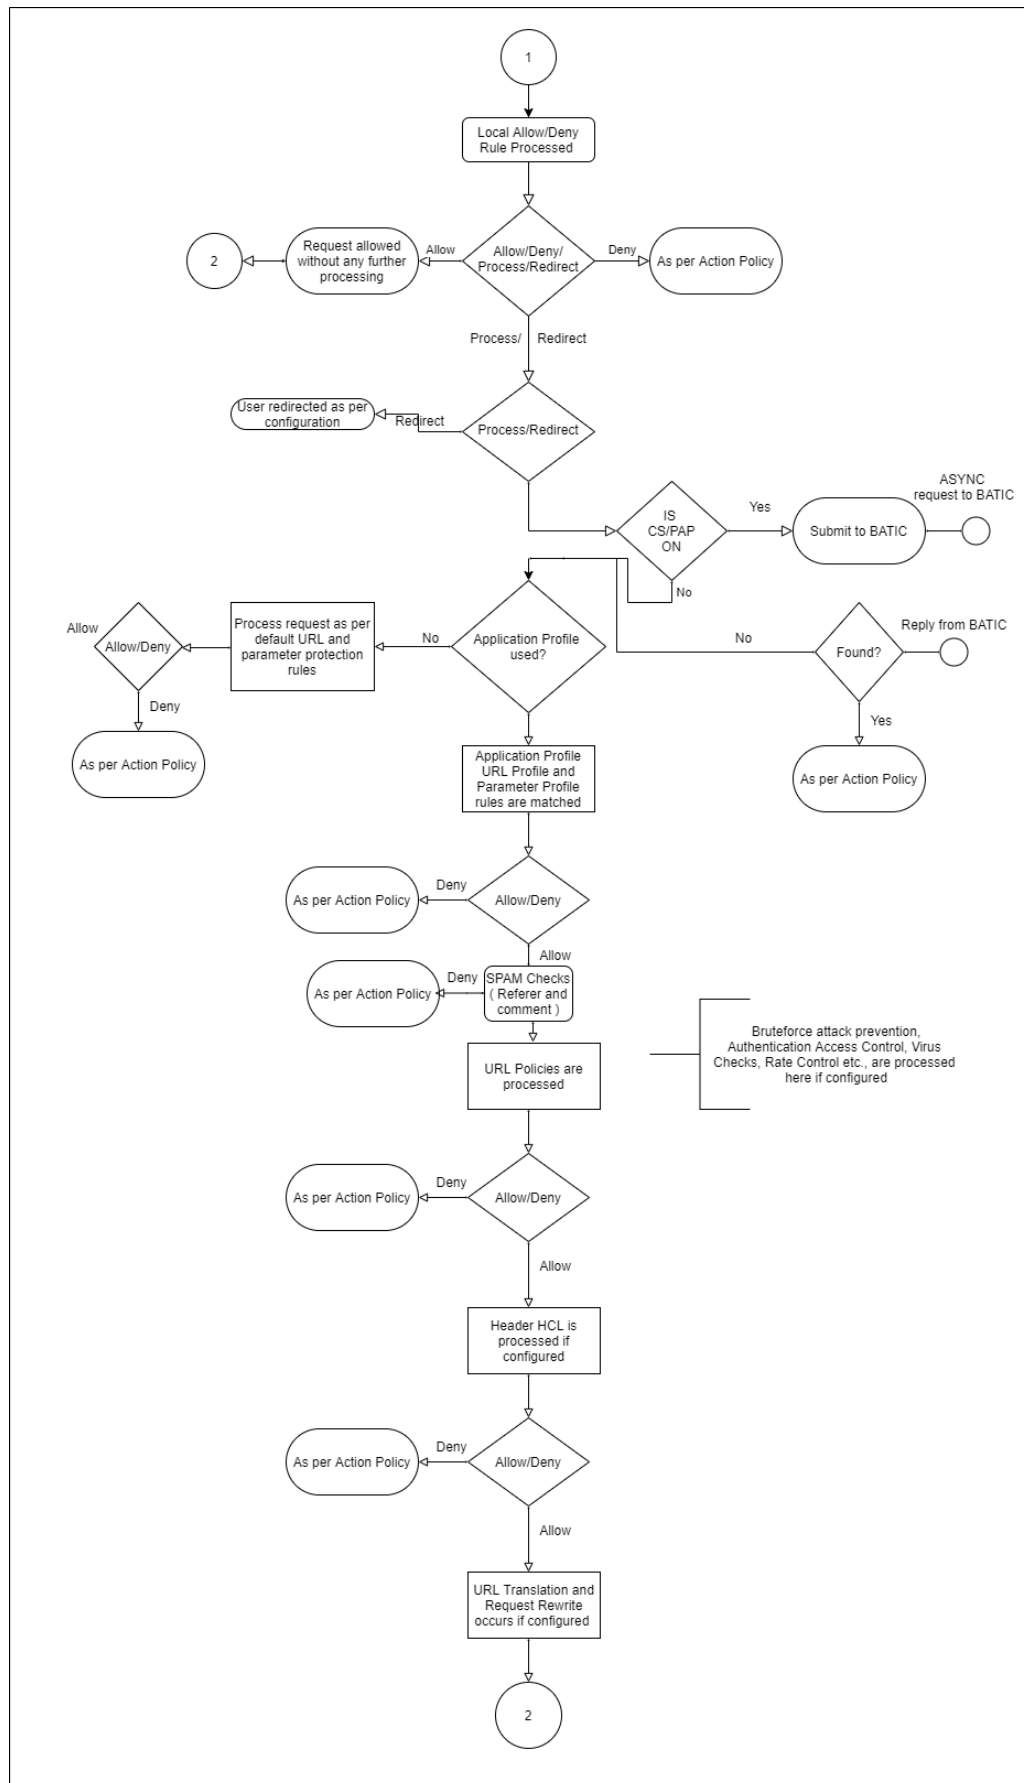 1
Local Allow/Deny
Rule Processed
2
Request allowed
without any further
processing
Allow
Allow/Deny/
Process/Redirect
Deny
As per Action Policy
Process/
Redirect
User redirected as per
configuration
Redirect
Process/Redirect
IS
CS/PAP
ON
Yes
Submit to BATIC
ASYNC
request to BATIC
No
Allow
Allow/Deny
Process request as per
default URL and
parameter protection
rules
No
Application Profile
used?
No
Found?
Reply from BATIC
Deny
As per Action Policy
Yes
As per Action Policy
Application Profile
URL Profile and
Parameter Profile
rules are matched
As per Action Policy
Deny
Allow/Deny
Allow
As per Action Policy
Deny
SPAM Checks
( Referer and
comment )
URL Policies are
processed
Bruteforce attack prevention,
Authentication Access Control, Virus
Checks, Rate Control etc., are processed
here if configured
As per Action Policy
Deny
Allow/Deny
Allow
Header HCL is
processed if
configured
As per Action Policy
Deny
Allow/Deny
Allow
URL Translation and
Request Rewrite
occurs if configured
2